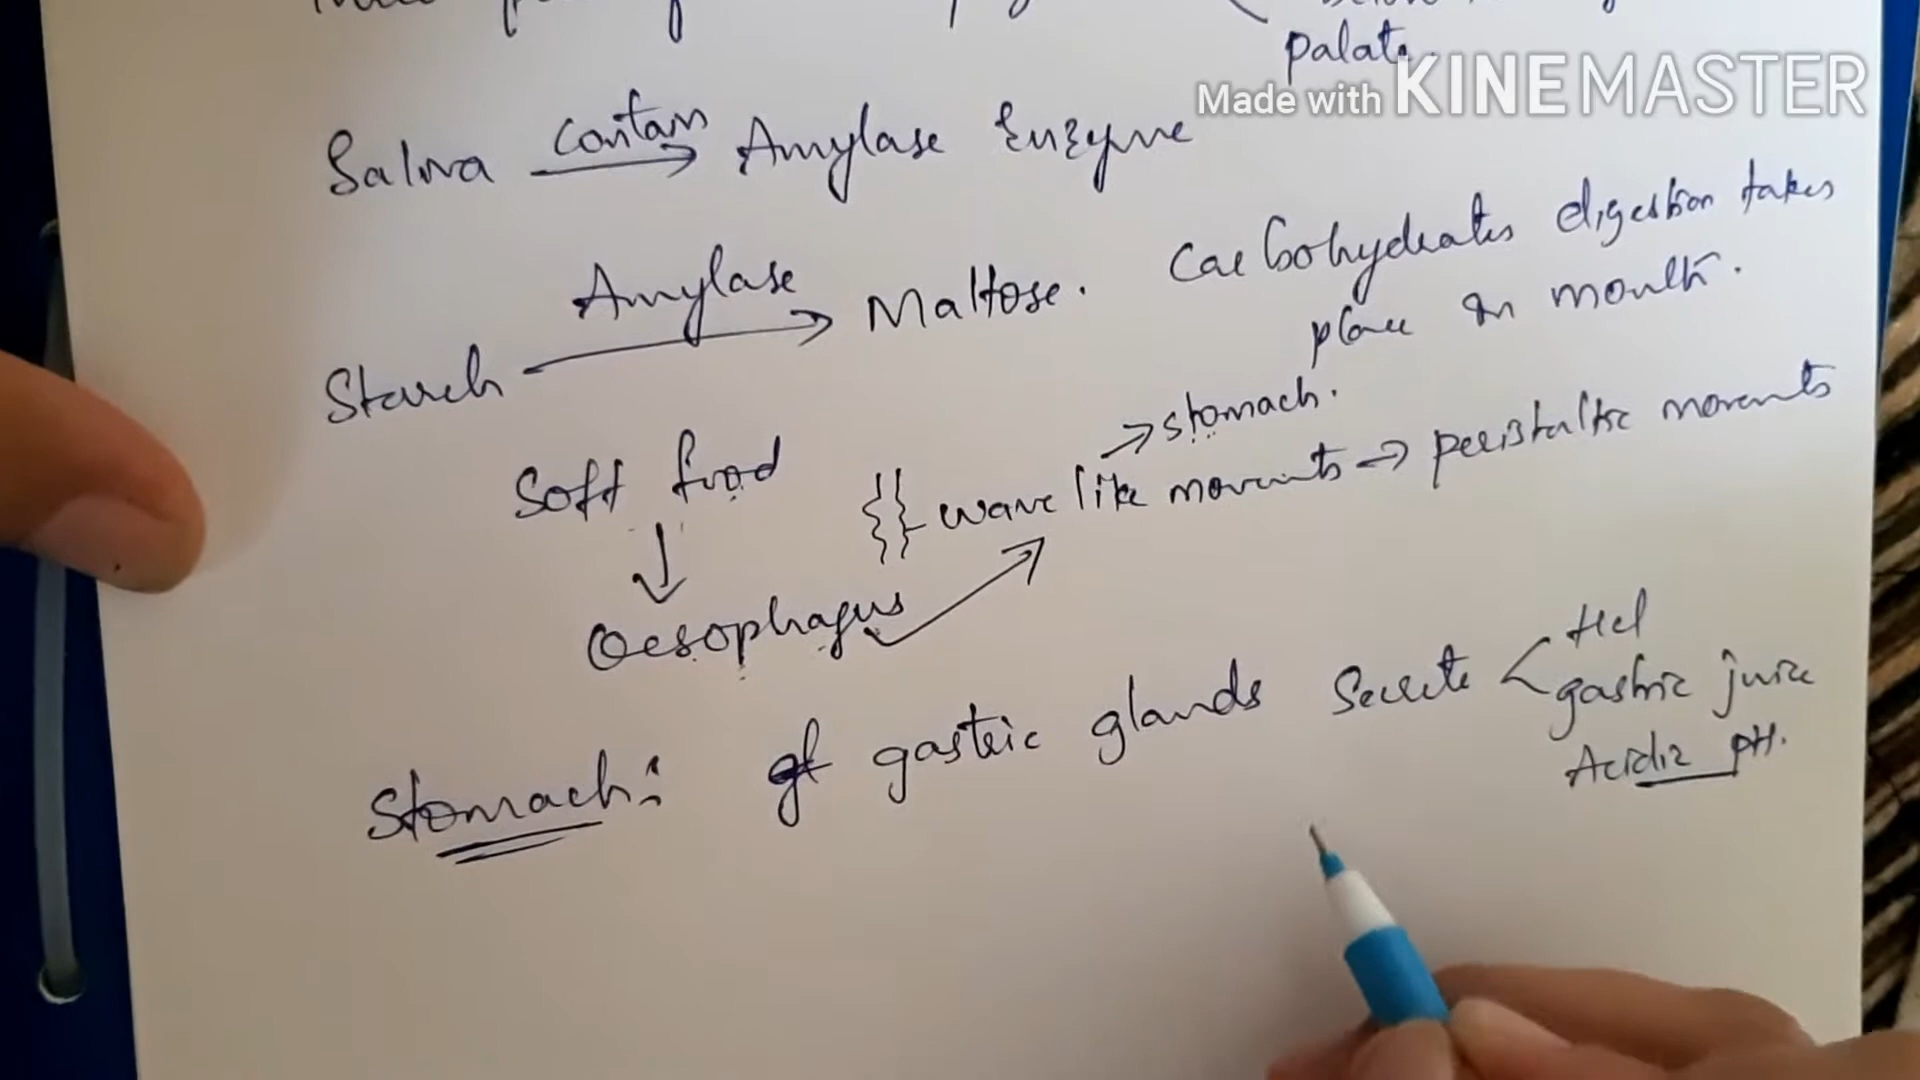 palate.
Made with KINEMASTER
Saliva contains → Amylase Enzyme
Starch Amylase → Maltose. Carbohydrates digestion takes
place in mouth.
Soft food
→ stomach.
wave like movements → peristaltic movements
↓
Oesophagus
Stomach: gastric glands secrete < Hcl
gastric juice
Acidic pH.